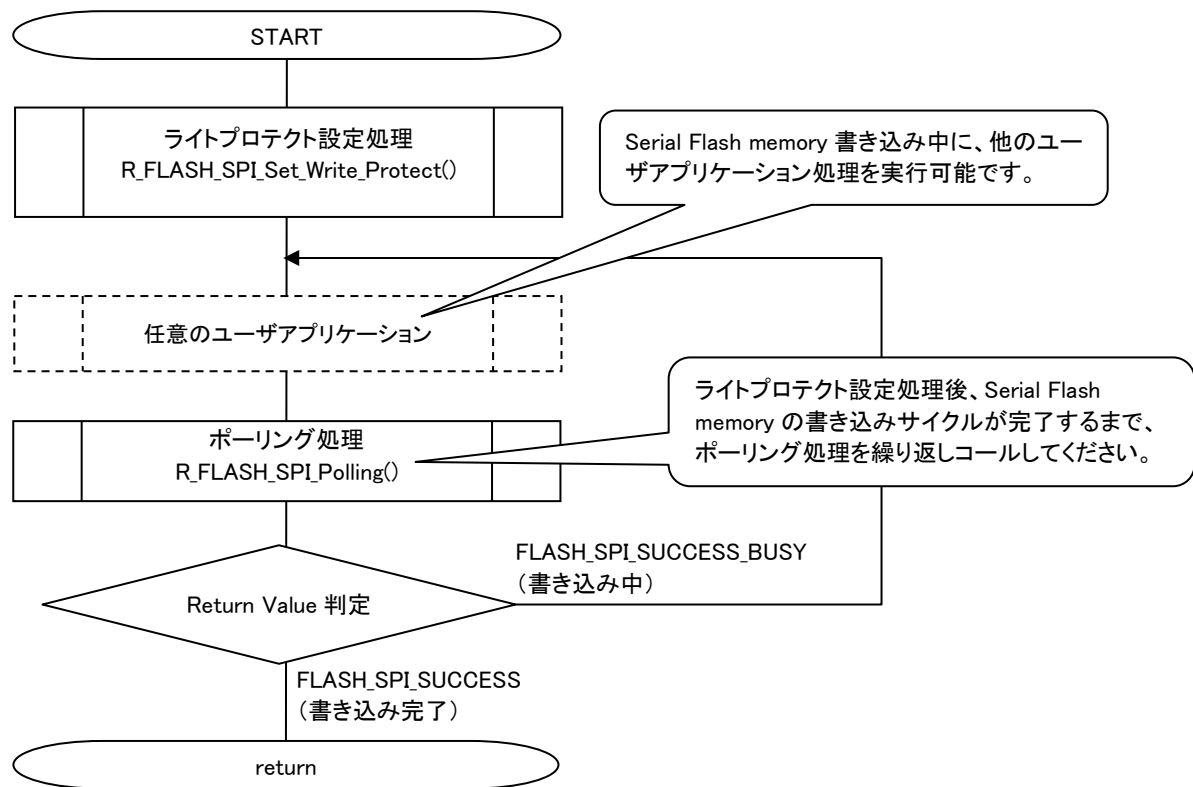 START
ライトプロテクト設定処理
R_FLASH_SPI_Set_Write_Protect()
Serial Flash memory 書き込み中に、他のユー
ザアプリケーション処理を実行可能です。
任意のユーザアプリケーション
ライトプロテクト設定処理後、Serial Flash
memory の書き込みサイクルが完了するまで、
ポーリング処理を繰り返しコールしてください。
ポーリング処理
R_FLASH_SPI_Polling()
FLASH_SPI_SUCCESS_BUSY
（書き込み中）
Return Value 判定
FLASH_SPI_SUCCESS
（書き込み完了）
return